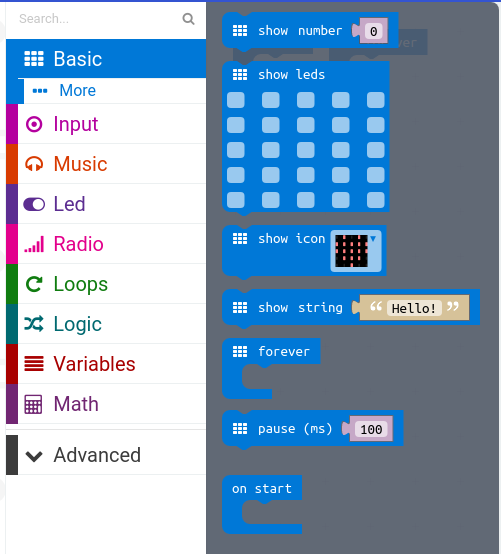 Search...
Basic
More
Input
Music
Led
Radio
Loops
Logic
Variables
Math
Advanced
show number 0
show leds
show icon
show string “ Hello! ”
forever
pause (ms) 100
on start